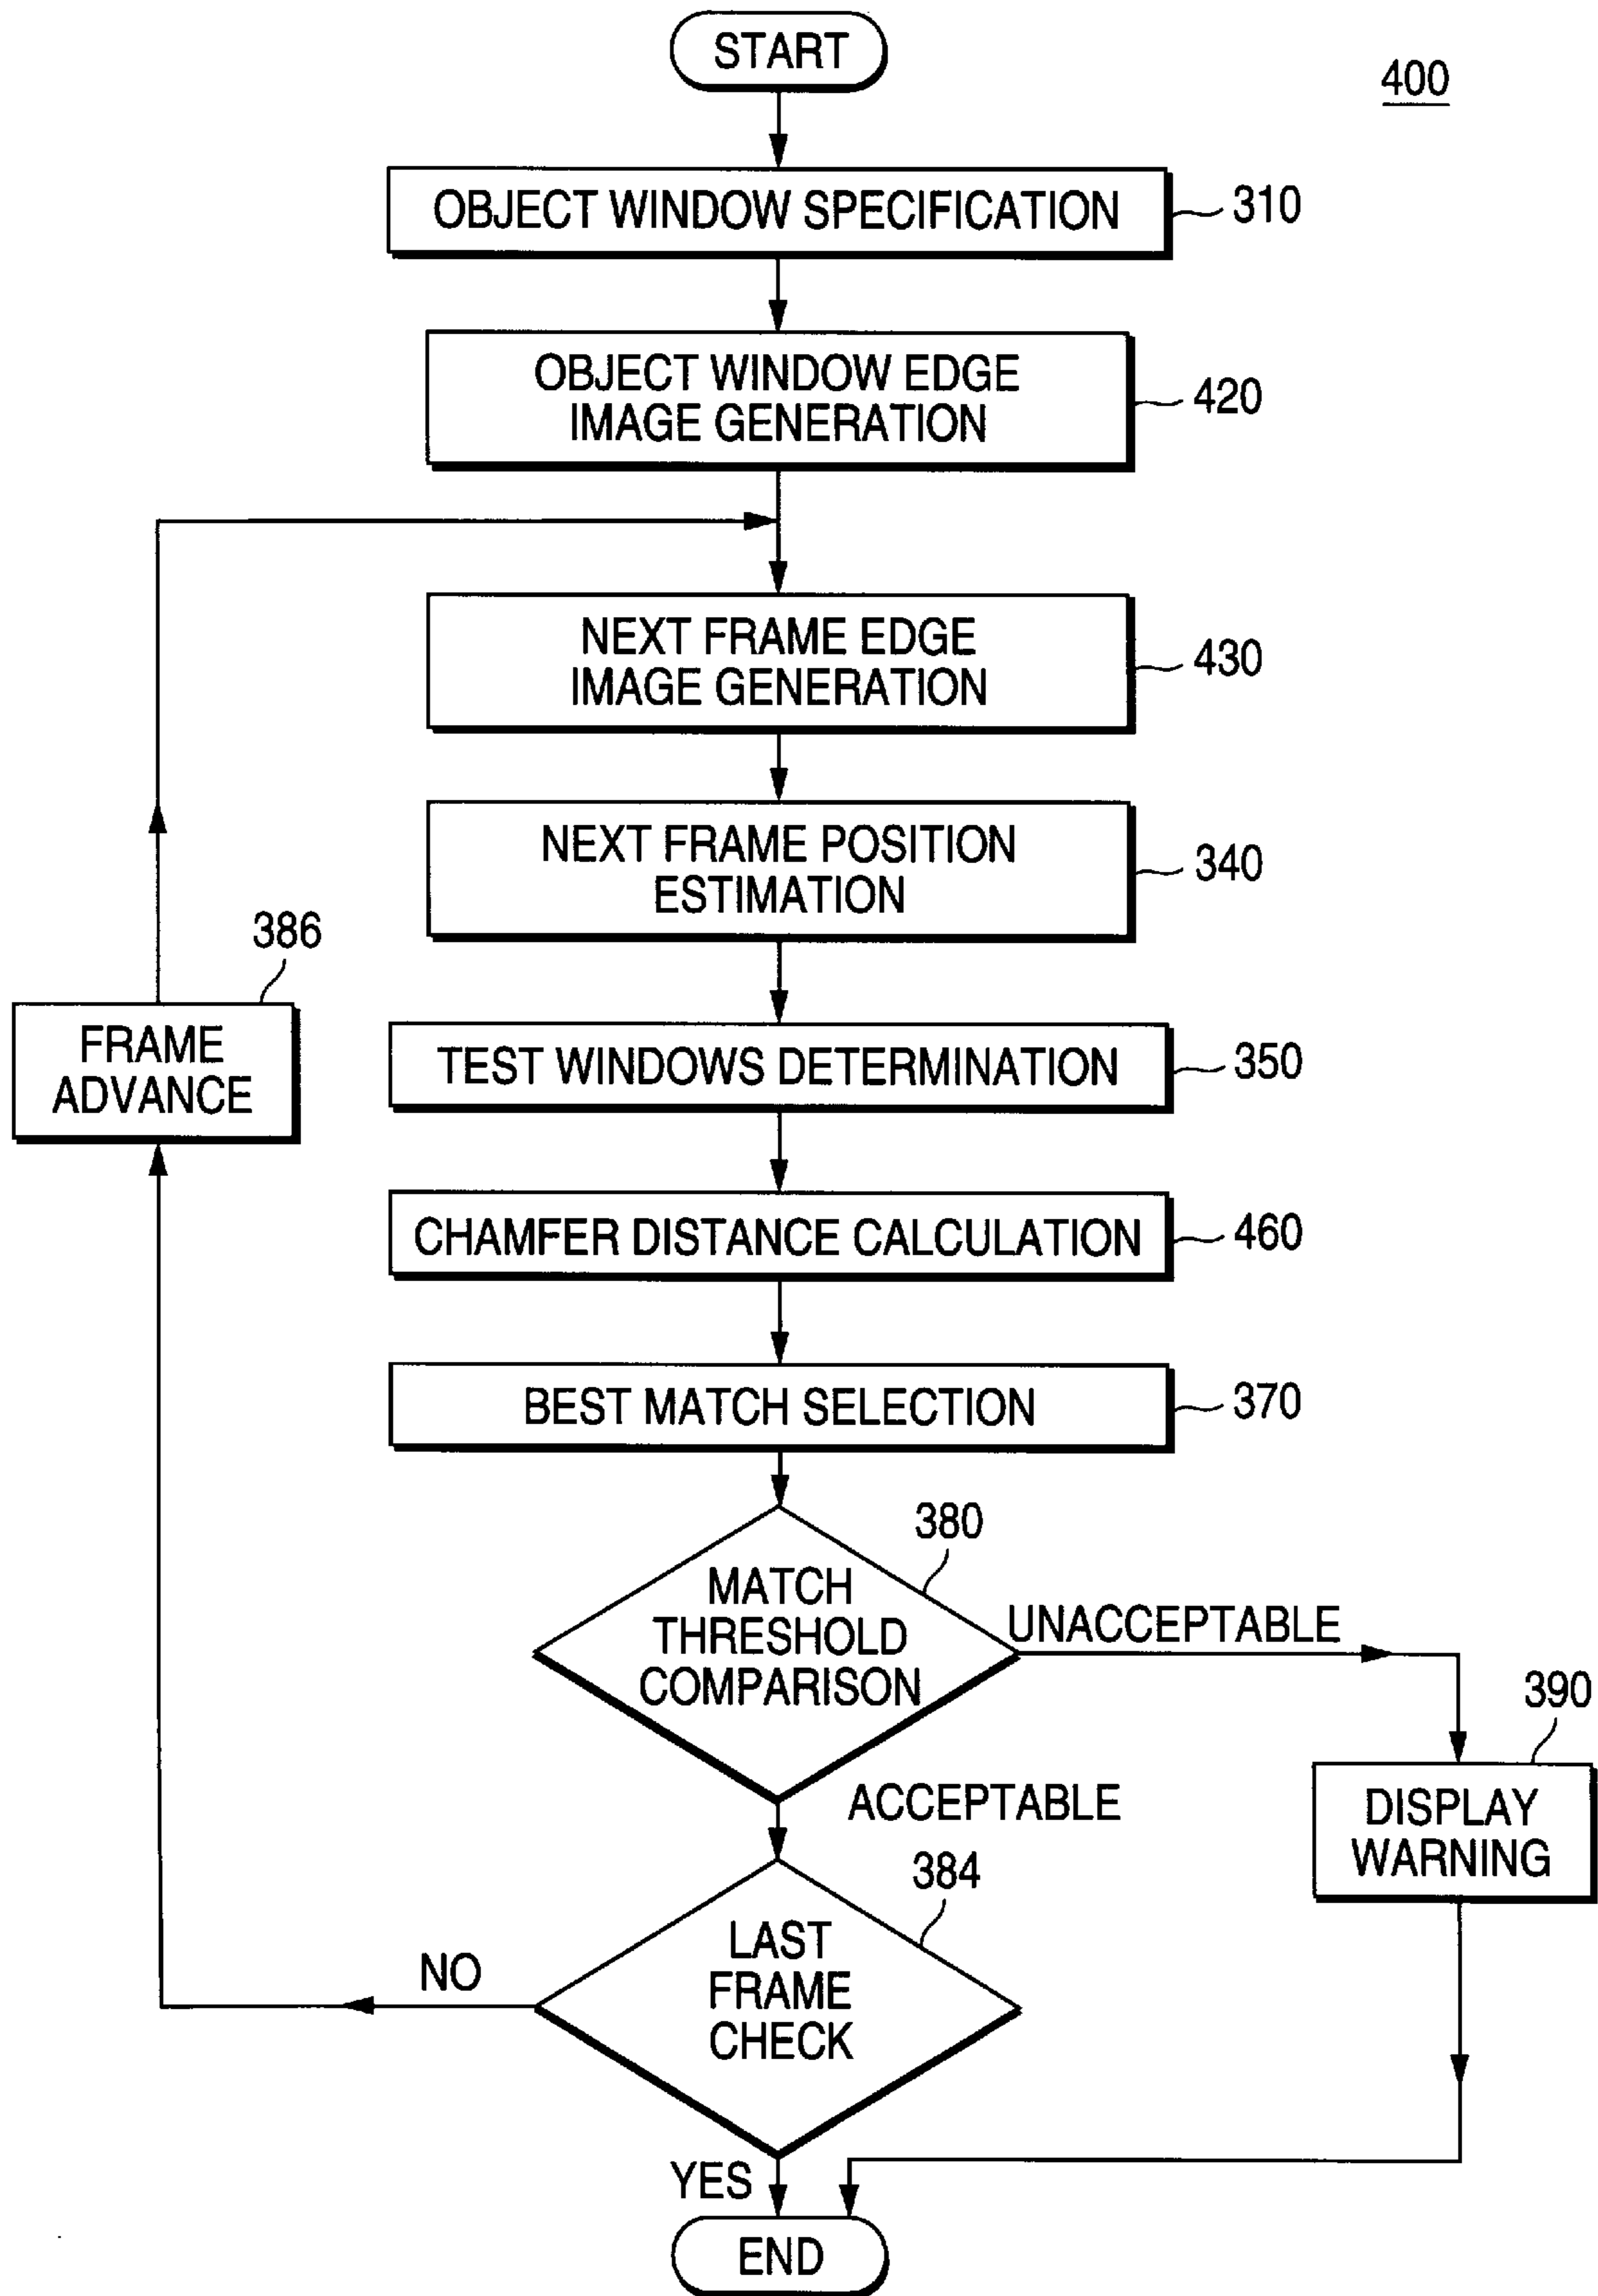 START
400
OBJECT WINDOW SPECIFICATION
310
OBJECT WINDOW EDGE
IMAGE GENERATION
420
NEXT FRAME EDGE
IMAGE GENERATION
430
NEXT FRAME POSITION
ESTIMATION
340
386
FRAME
ADVANCE
TEST WINDOWS DETERMINATION
350
CHAMFER DISTANCE CALCULATION
460
BEST MATCH SELECTION
370
380
MATCH
THRESHOLD
COMPARISON
UNACCEPTABLE
390
DISPLAY
WARNING
ACCEPTABLE
384
LAST
FRAME
CHECK
NO
YES
END